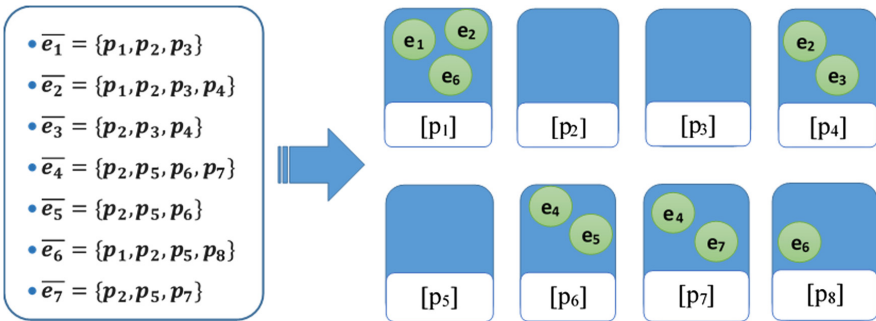 • e̅₁̅ = {p₁, p₂, p₃}
• e̅₂̅ = {p₁, p₂, p₃, p₄}
• e̅₃̅ = {p₂, p₃, p₄}
• e̅₄̅ = {p₂, p₅, p₆, p₇}
• e̅₅̅ = {p₂, p₅, p₆}
• e̅₆̅ = {p₁, p₂, p₅, p₈}
• e̅₇̅ = {p₂, p₅, p₇}
e₁ e₂
e₆
[p₁] [p₂] [p₃]
e₂
e₃
[p₄]
[p₅]
e₄
e₅
[p₆]
e₄
e₇
[p₇]
e₆
[p₈]